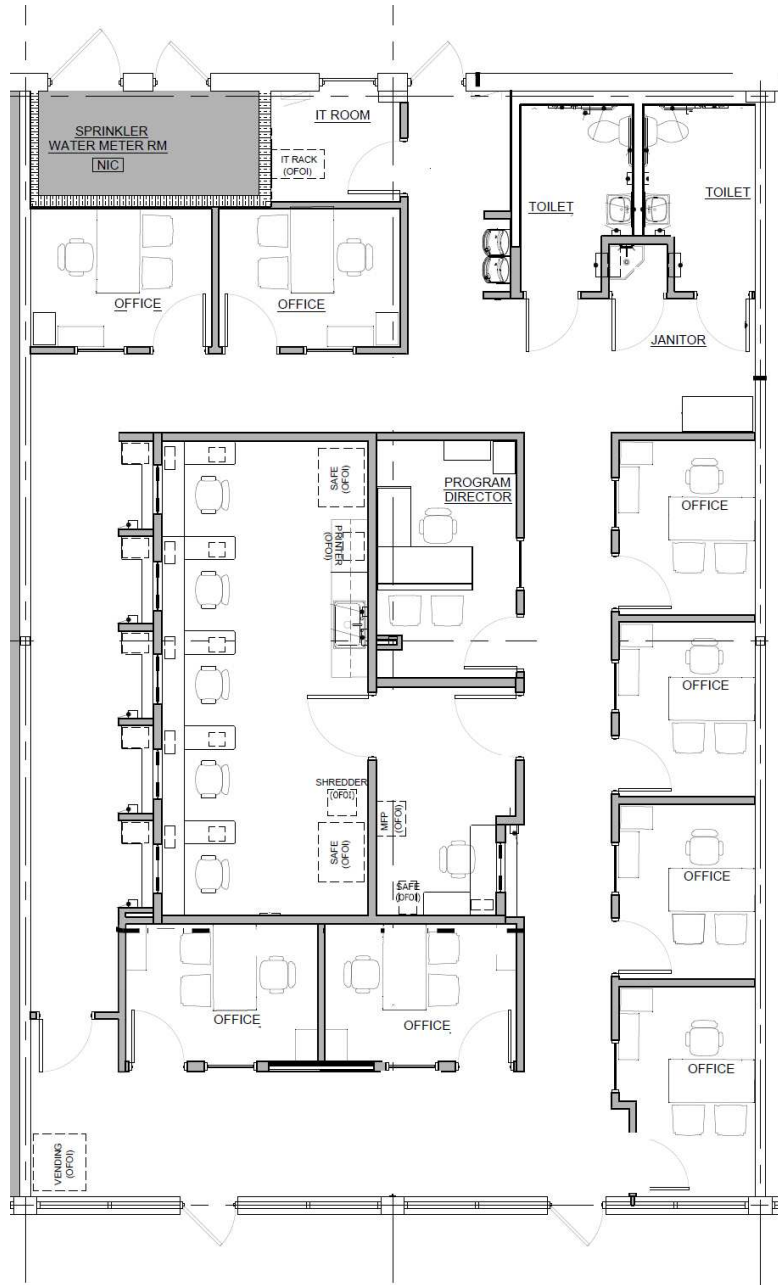 IT ROOM
SPRINKLER
WATER METER RM
NIC
IT RACK
(OFOI)
TOILET
TOILET
OFFICE
OFFICE
JANITOR
SAFE
(OFOI)
PROGRAM
DIRECTOR
OFFICE
PRINTER
(OFOI)
OFFICE
SHREDDER
(OFOI)
MFP
(OFOI)
SAFE
(OFOI)
SAFE
(OFOI)
OFFICE
OFFICE
OFFICE
OFFICE
VENDING
(OFOI)